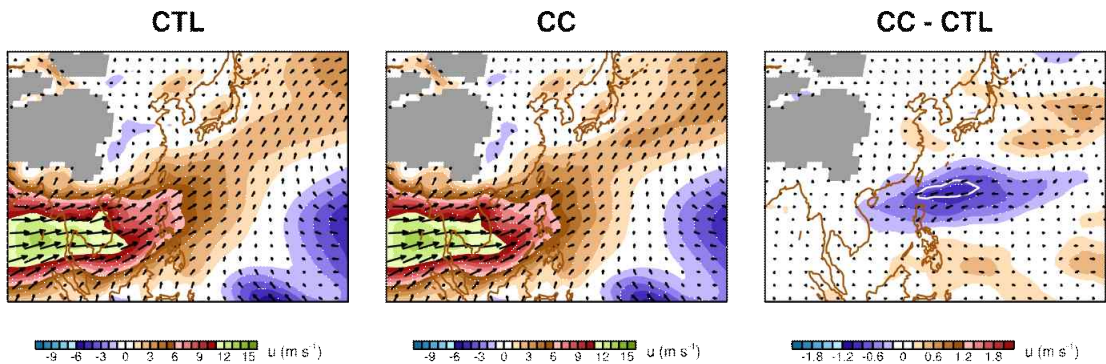 CTL
CC
CC - CTL
-9 -6 -3 0 3 6 9 12 15 u (m s⁻¹)
-9 -6 -3 0 3 6 9 12 15 u (m s⁻¹)
-1.8 -1.2 -0.6 0 0.6 1.2 1.8 u (m s⁻¹)